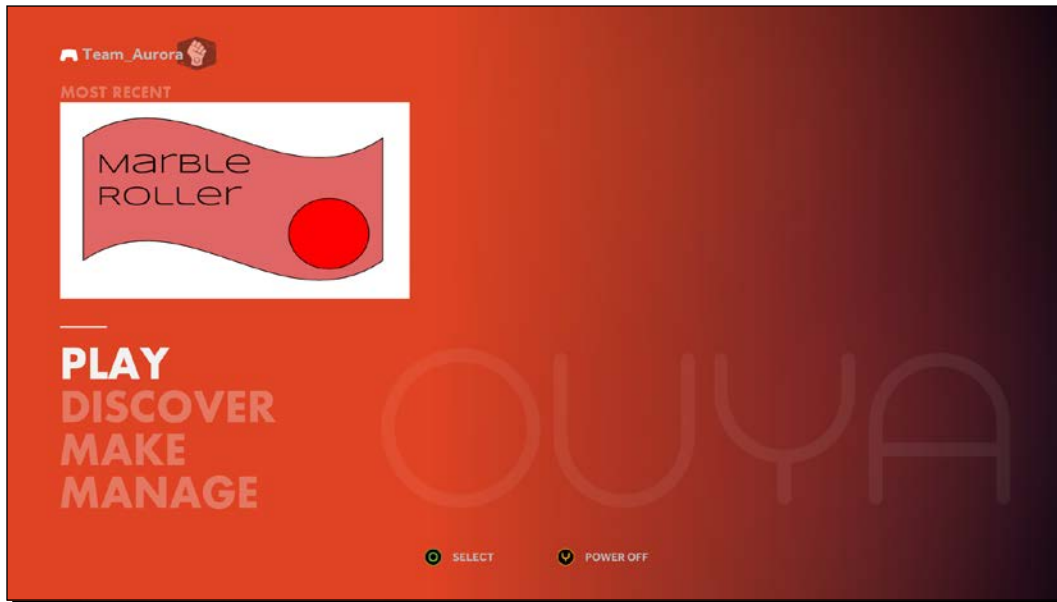 Team_Aurora
MOST RECENT
Marble
Roller
PLAY
DISCOVER
MAKE
MANAGE
OUYA
O SELECT
Y POWER OFF